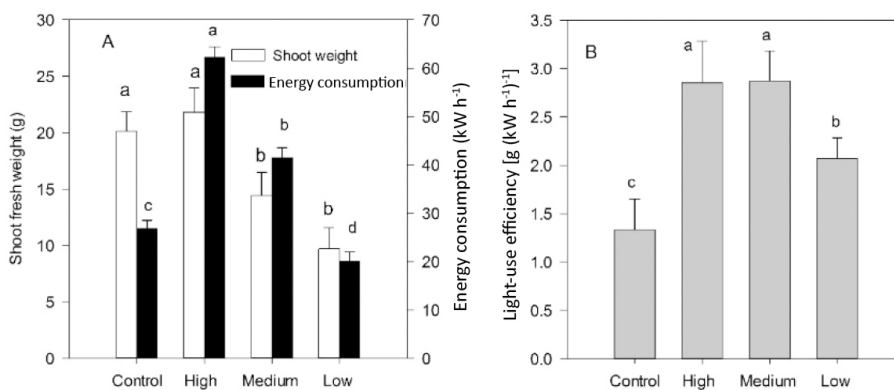 A
Shoot weight
Energy consumption
Shoot fresh weight (g)
30
25
20
15
10
5
0
a
c
a
a
b
b
b
d
70
60
50
40
30
20
10
0
Energy consumption (kW h⁻¹)
Control High Medium Low
B
Light-use efficiency [g (kW h⁻¹)⁻¹]
3.5
3.0
2.5
2.0
1.5
1.0
0.5
0.0
c
a
a
b
Control High Medium Low